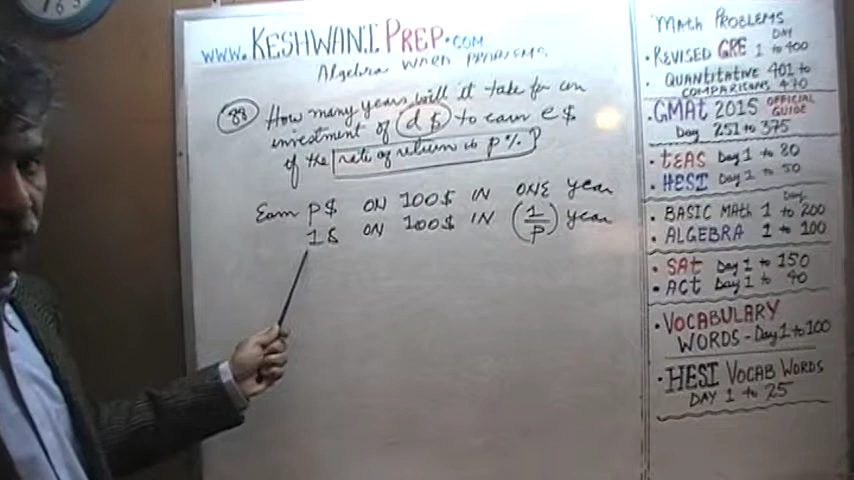 www.KESHWANIPREP.COM
Algebra WORD PROBLEMS
88 How many years will it take for an
investment of d $ to earn e $
if the rate of return is p% ?
Earn p$ ON 100$ IN ONE year
1$ ON 100$ IN (1/p) year
MATH PROBLEMS
• REVISED GRE DAY 1 to 400
• QUANTITATIVE COMPARISONS 401 to 470
• GMAT 2015 OFFICIAL GUIDE
Day 251 to 375
• TEAS Day 1 to 80
• HESI Day 1 to 50
Day
• BASIC MATH 1 to 200
• ALGEBRA 1 to 100
• SAT Day 1 to 150
• ACT Day 1 to 90
• VOCABULARY
WORDS - Day 1 to 100
• HESI VOCAB WORDS
DAY 1 to 25